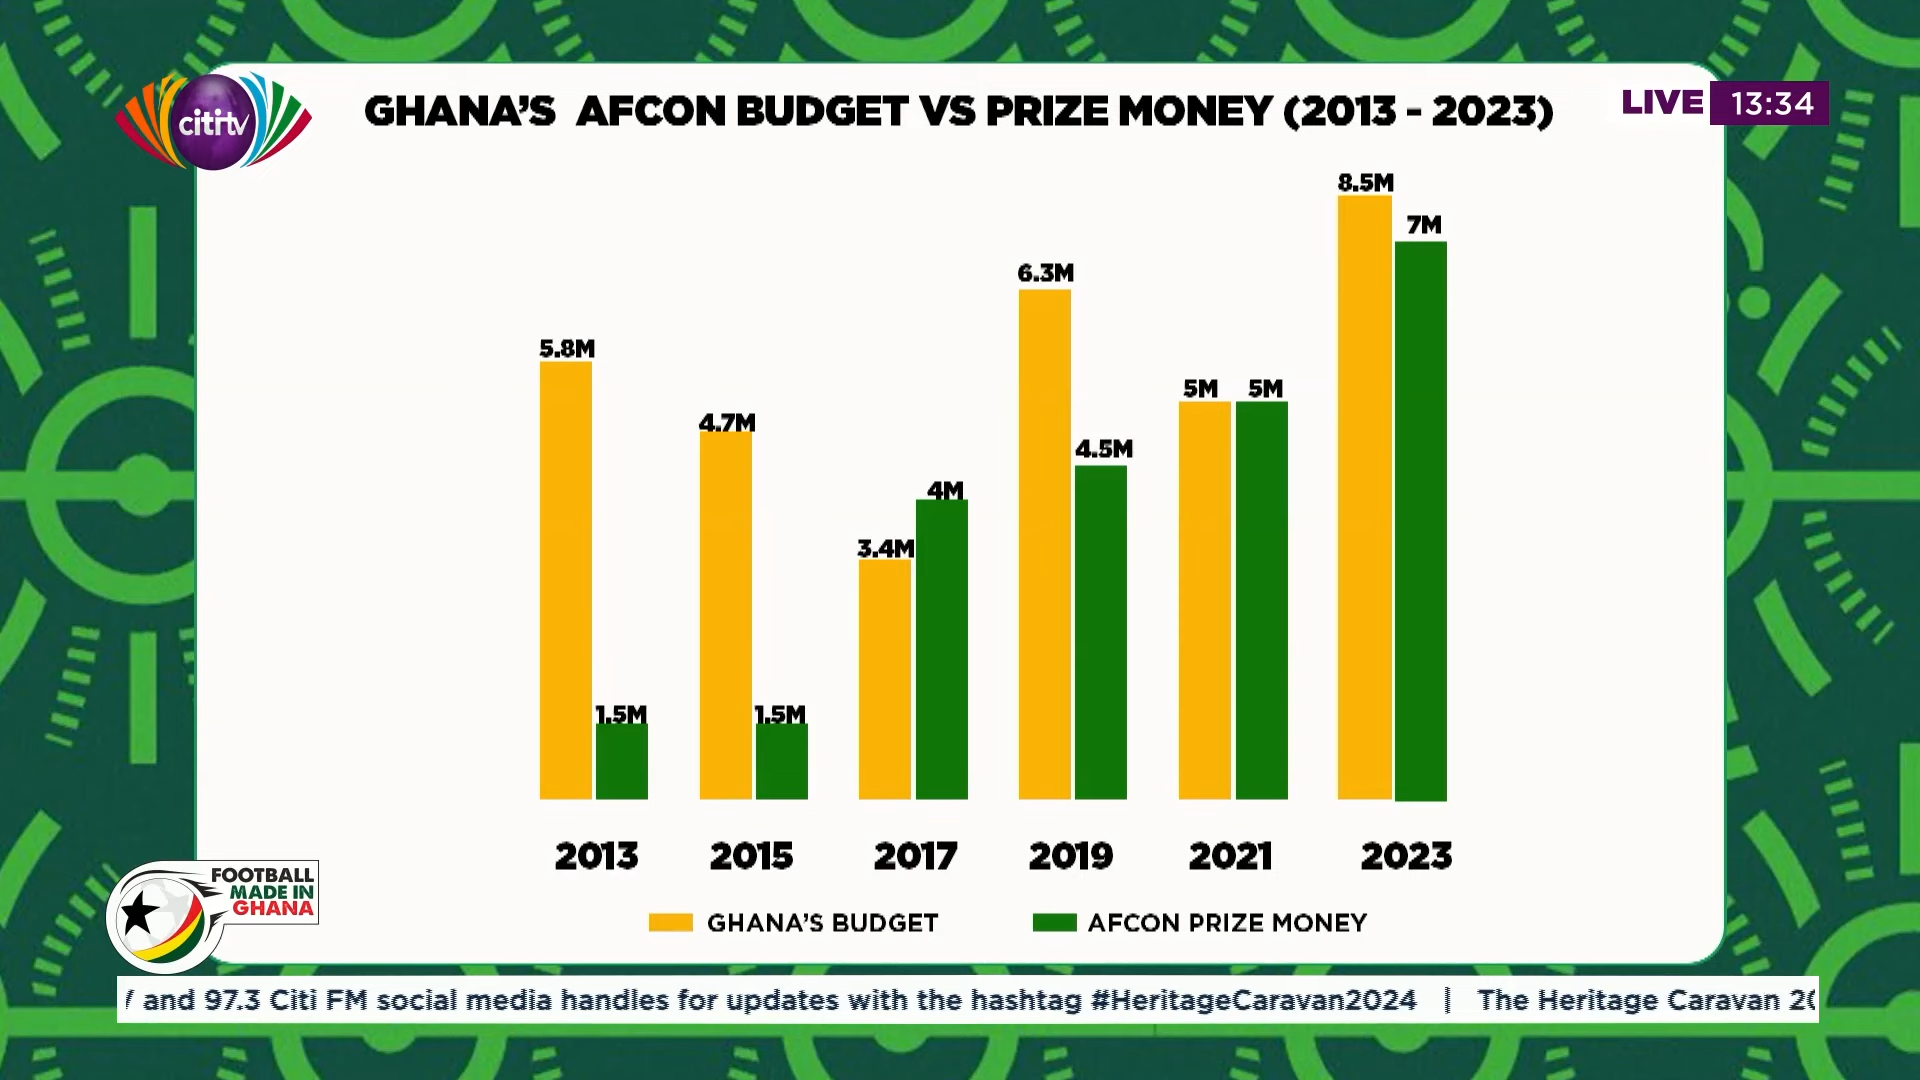 GHANA'S AFCON BUDGET VS PRIZE MONEY (2013 - 2023)
LIVE 13:34
cititv
8.5M
7M
6.3M
5.8M
5M 5M
4.7M
4.5M
4M
3.4M
1.5M 1.5M
2013 2015 2017 2019 2021 2023
GHANA'S BUDGET AFCON PRIZE MONEY
FOOTBALL
MADE IN
GHANA
and 97.3 Citi FM social media handles for updates with the hashtag #HeritageCaravan2024 | The Heritage Caravan